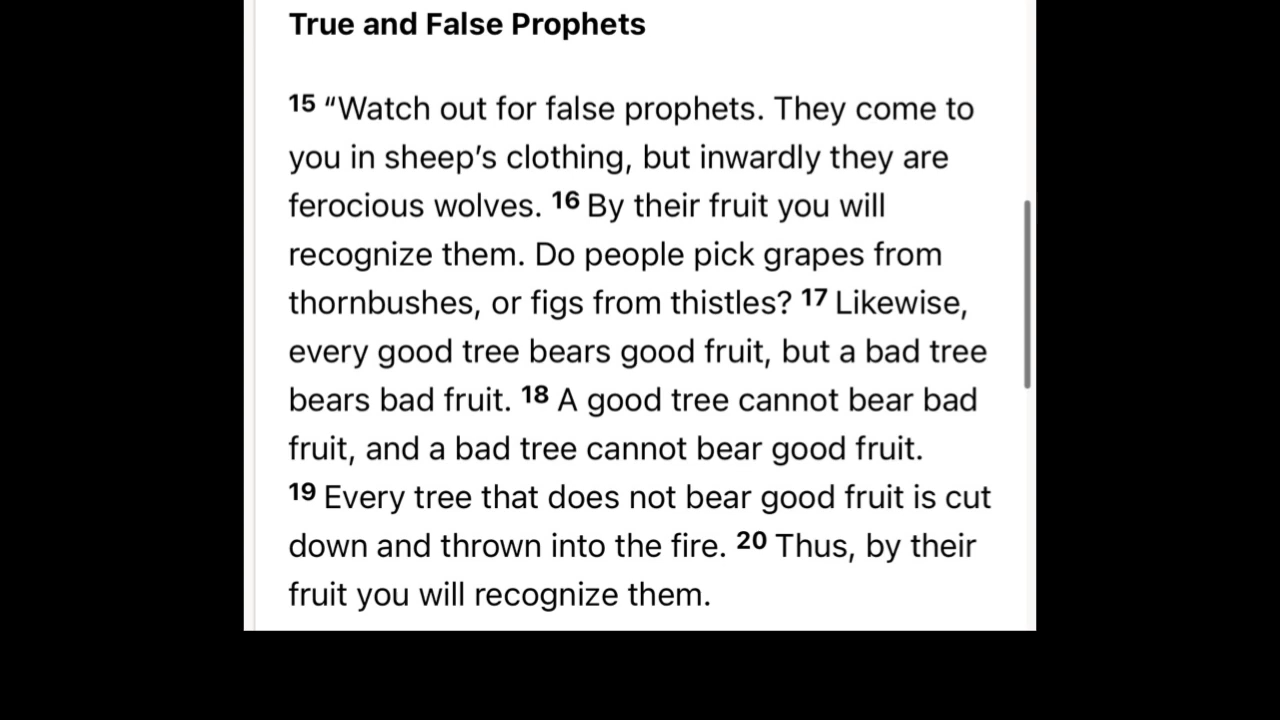 True and False Prophets
15 “Watch out for false prophets. They come to
you in sheep’s clothing, but inwardly they are
ferocious wolves. 16 By their fruit you will
recognize them. Do people pick grapes from
thornbushes, or figs from thistles? 17 Likewise,
every good tree bears good fruit, but a bad tree
bears bad fruit. 18 A good tree cannot bear bad
fruit, and a bad tree cannot bear good fruit.
19 Every tree that does not bear good fruit is cut
down and thrown into the fire. 20 Thus, by their
fruit you will recognize them.